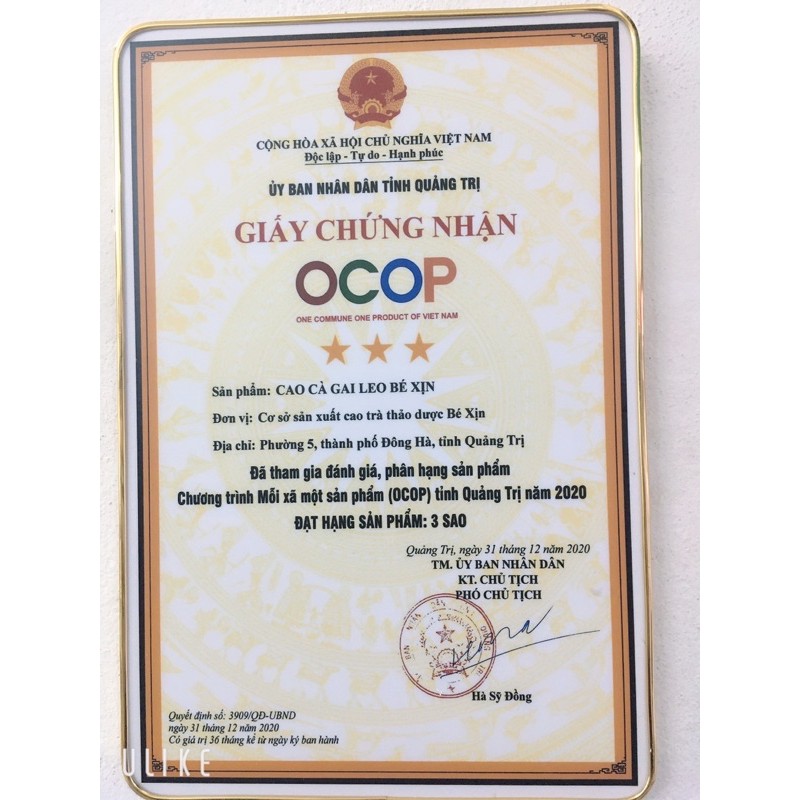 CỘNG HÒA XÃ HỘI CHỦ NGHĨA VIỆT NAM
Độc lập - Tự do - Hạnh phúc
ỦY BAN NHÂN DÂN TỈNH QUẢNG TRỊ
GIẤY CHỨNG NHẬN
OCOP
ONE COMMUNE ONE PRODUCT OF VIET NAM
Sản phẩm: CAO CÀ GAI LEO BÉ XỊN
Đơn vị: Cơ sở sản xuất cao trà thảo dược Bé Xịn
Địa chỉ: Phường 5, thành phố Đông Hà, tỉnh Quảng Trị
Đã tham gia đánh giá, phân hạng sản phẩm
Chương trình Mỗi xã một sản phẩm (OCOP) tỉnh Quảng Trị năm 2020
ĐẠT HẠNG SẢN PHẨM: 3 SAO
Quảng Trị, ngày 31 tháng 12 năm 2020
TM. ỦY BAN NHÂN DÂN
KT. CHỦ TỊCH
PHÓ CHỦ TỊCH
Hà Sỹ Đồng
Quyết định số: 3909/QĐ-UBND
ngày 31 tháng 12 năm 2020
Có giá trị 36 tháng kể từ ngày ký ban hành
ULIKE